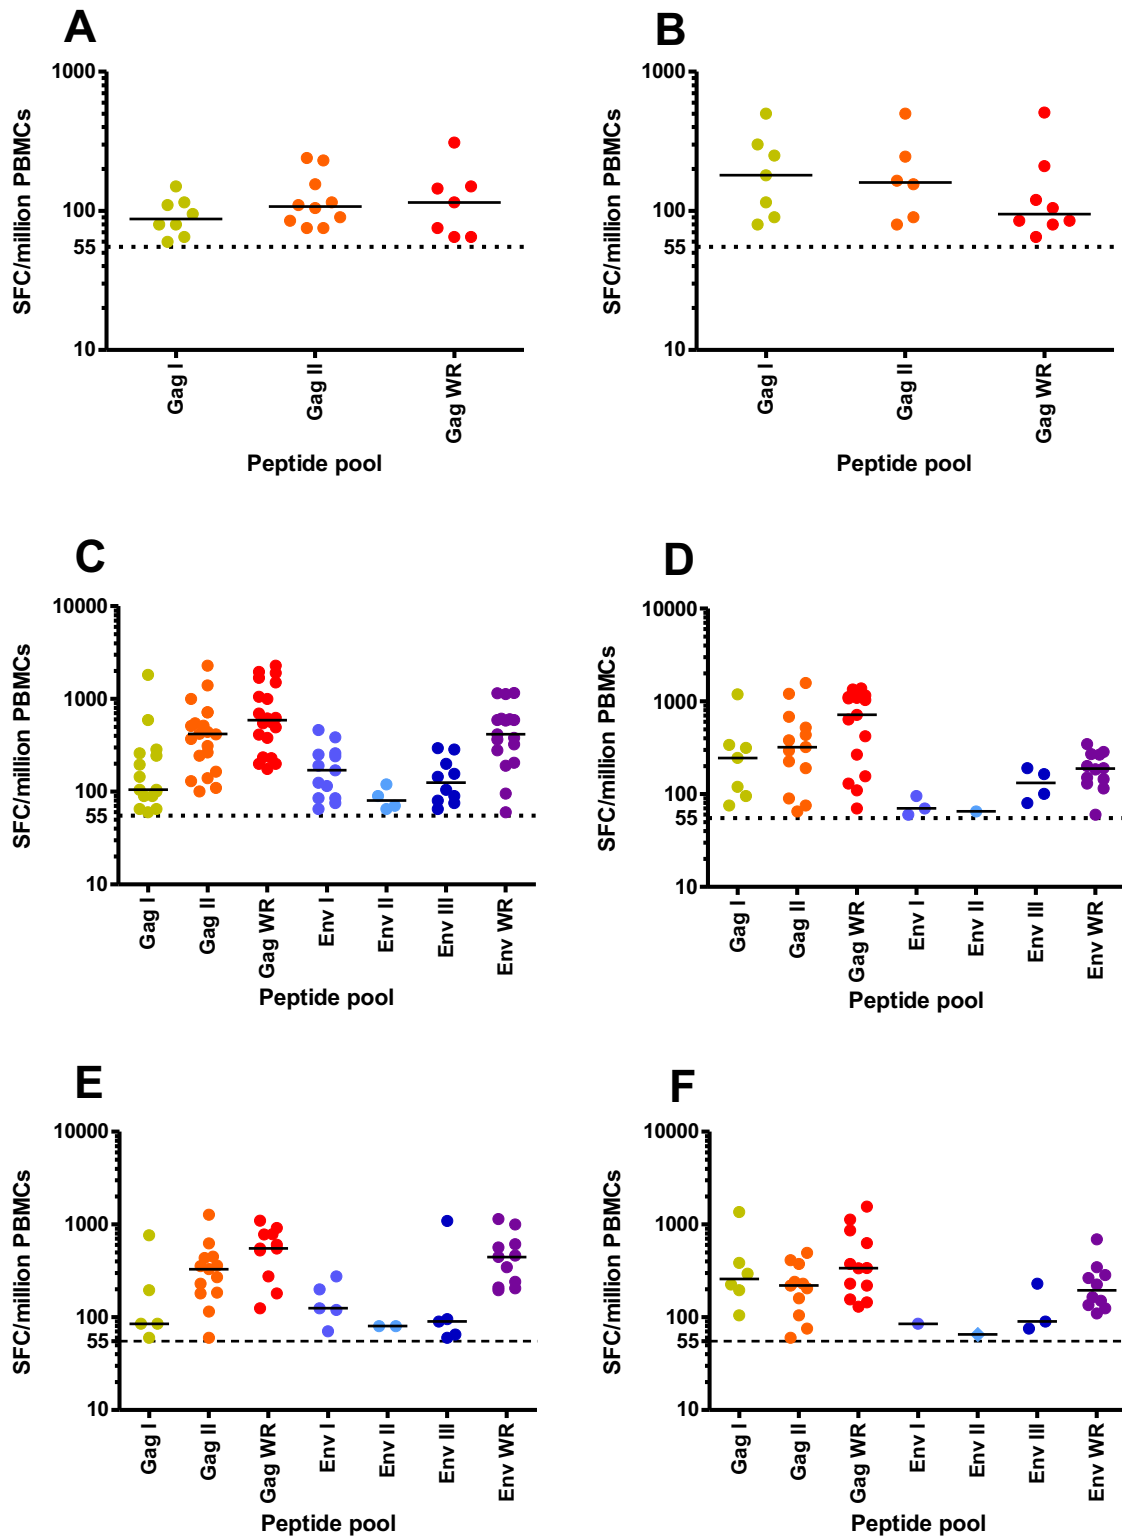 A
SFC/million PBMCs
1000
100
55
10
Gag I
Gag II
Gag WR
Peptide pool
B
SFC/million PBMCs
1000
100
55
10
Gag I
Gag II
Gag WR
Peptide pool
C
SFC/million PBMCs
10000
1000
100
55
10
Gag I
Gag II
Gag WR
Env I
Env II
Env III
Env WR
Peptide pool
D
SFC/million PBMCs
10000
1000
100
55
10
Gag I
Gag II
Gag WR
Env I
Env II
Env III
Env WR
Peptide pool
E
SFC/million PBMCs
10000
1000
100
55
10
Gag I
Gag II
Gag WR
Env I
Env II
Env III
Env WR
Peptide pool
F
SFC/million PBMCs
10000
1000
100
55
10
Gag I
Gag II
Gag WR
Env I
Env II
Env III
Env WR
Peptide pool